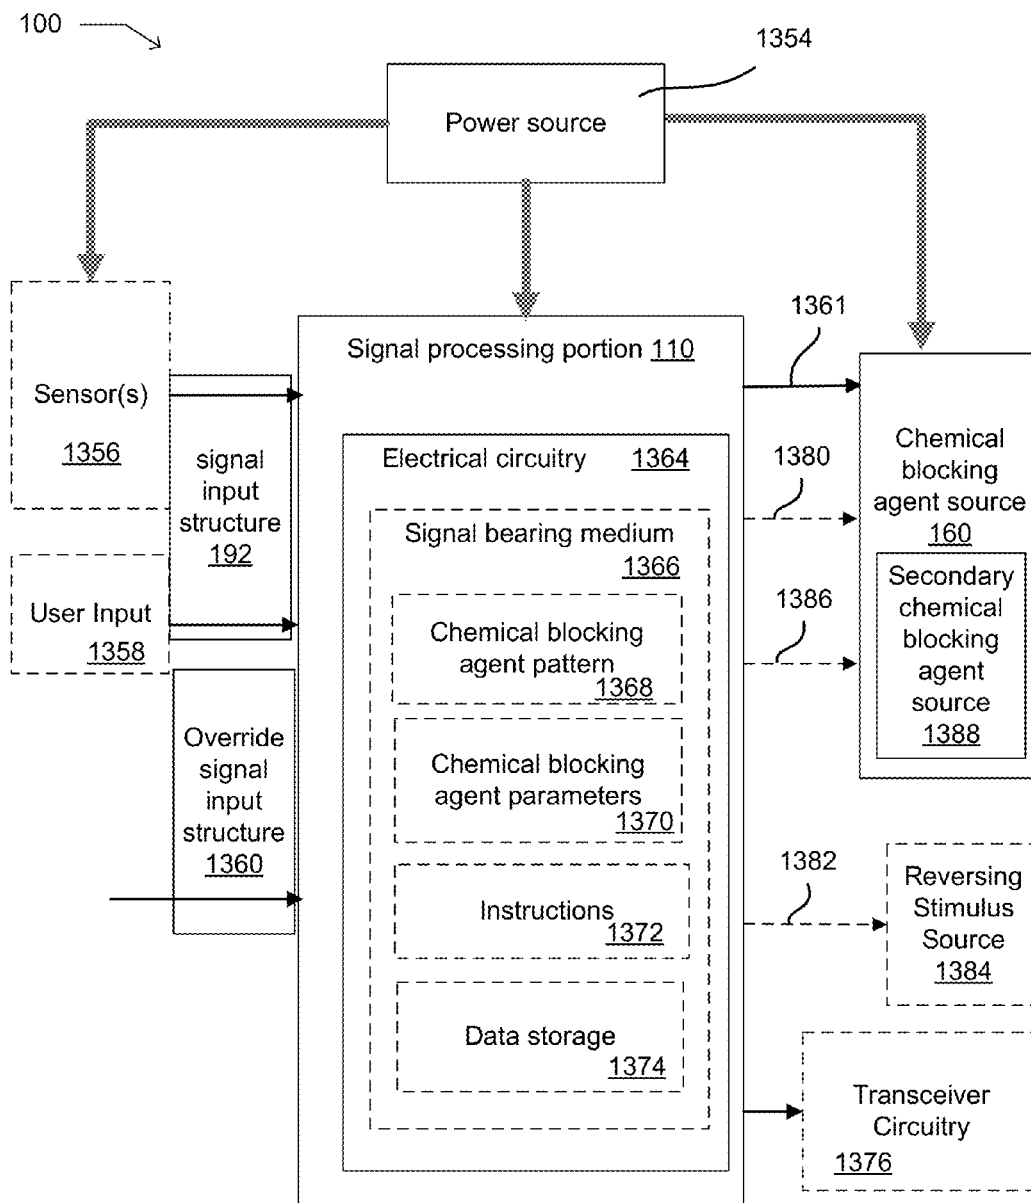 100
1354
Power source
1361
Signal processing portion 110
Sensor(s)
1356
signal
input
structure
192
Electrical circuitry 1364
1380
Chemical
blocking
agent source
160
Signal bearing medium
1366
1386
Secondary
chemical
blocking
agent
source
1388
User Input
1358
Chemical blocking
agent pattern
1368
Override
signal
input
structure
1360
Chemical blocking
agent parameters
1370
1382
Reversing
Stimulus
Source
1384
Instructions
1372
Data storage
1374
Transceiver
Circuitry
1376